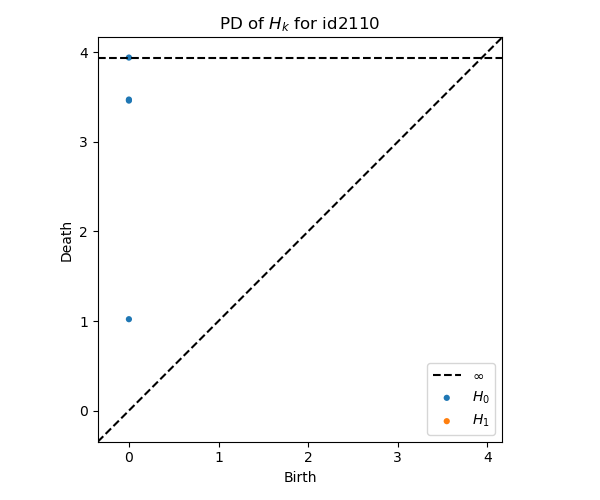 PD of $H_k$ for id2110
4
3
2
1
0
Death
0 1 2 3 4
Birth
∞
$H_0$
$H_1$